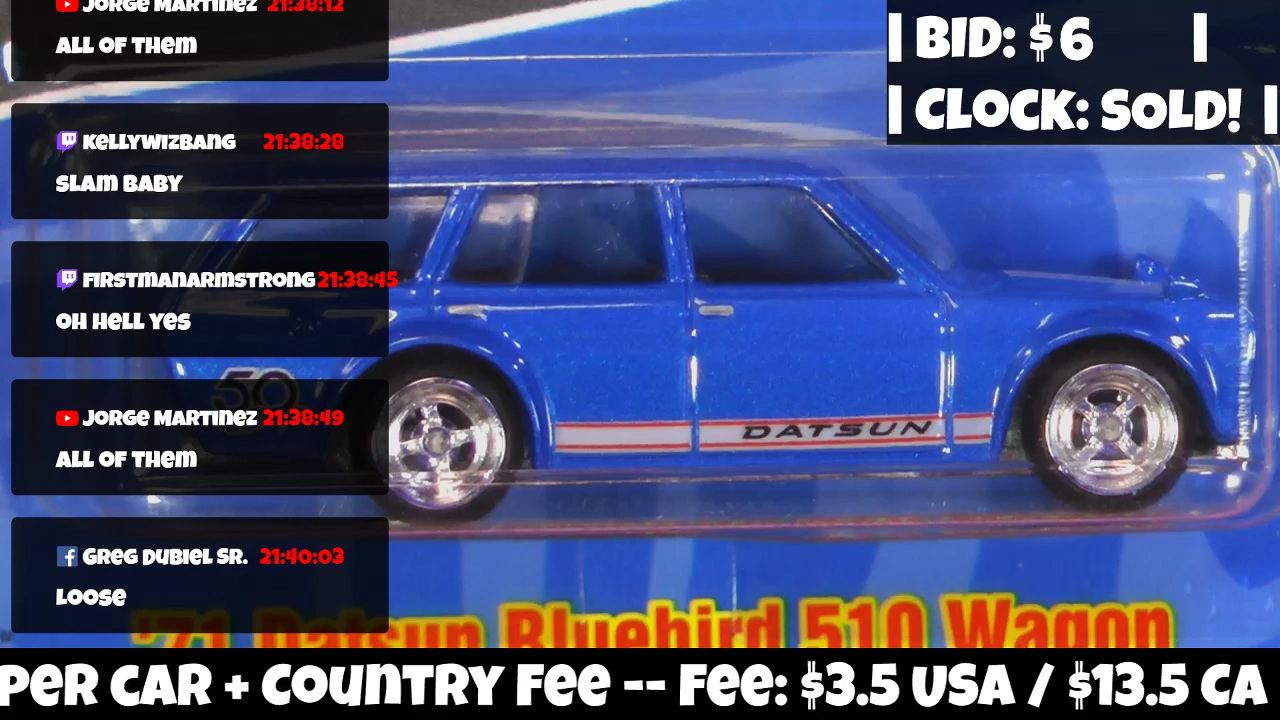 JORGE MARTINEZ 21:38:12
ALL OF THEM
KELLYWIZBANG 21:38:28
SLAM BABY
FIRSTMANARMSTRONG 21:38:45
OH HELL YES
JORGE MARTINEZ 21:38:49
ALL OF THEM
GREG DUBIEL SR. 21:40:03
LOOSE
| BID: $6 |
| CLOCK: SOLD! |
50
DATSUN
'71 Datsun Bluebird 510 Wagon
PER CAR + COUNTRY FEE -- FEE: $3.5 USA / $13.5 CA